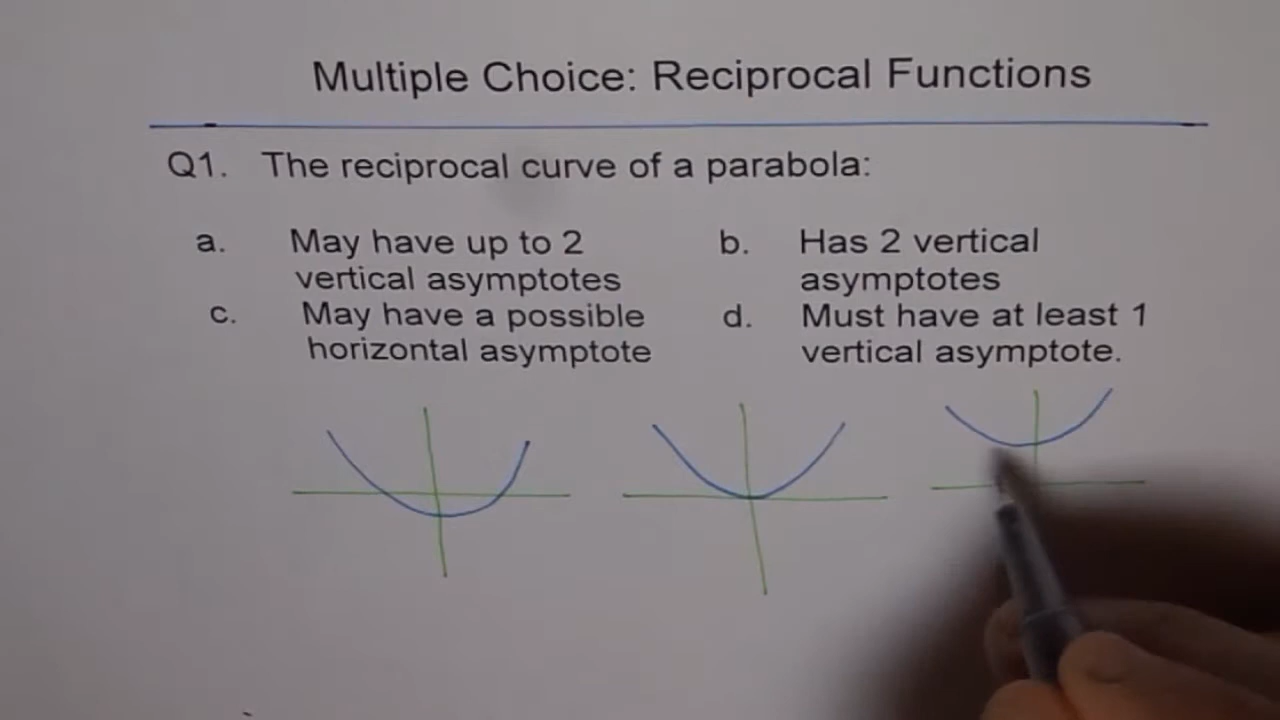 Multiple Choice: Reciprocal Functions
Q1. The reciprocal curve of a parabola:
a. May have up to 2 vertical asymptotes
b. Has 2 vertical asymptotes
c. May have a possible horizontal asymptote
d. Must have at least 1 vertical asymptote.